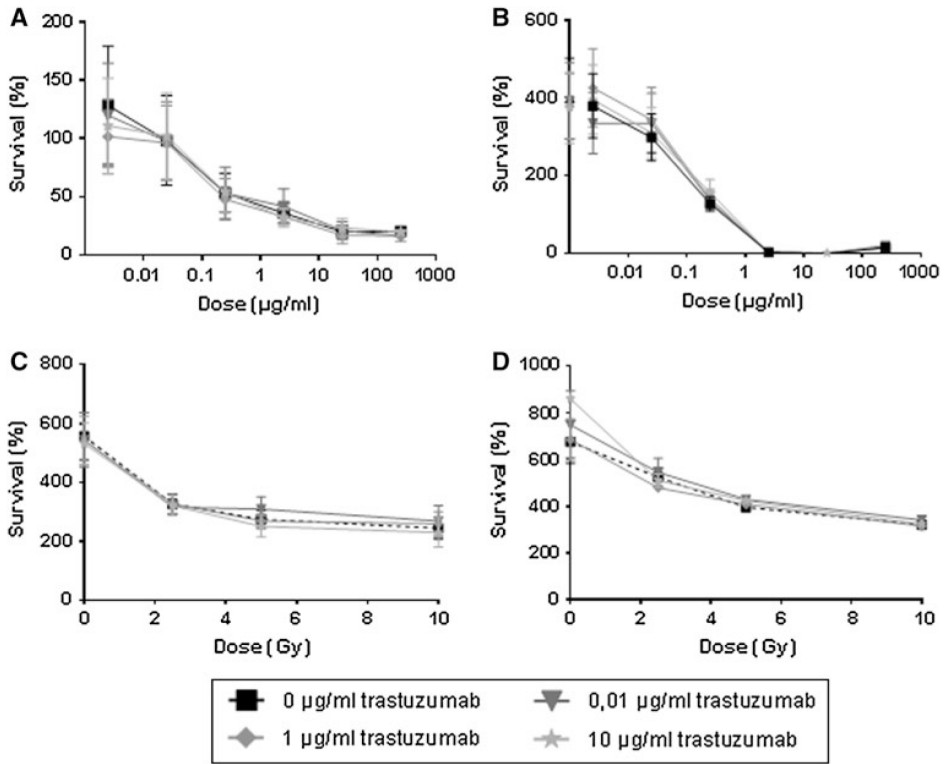 A
200
150
100
50
0
Survival (%)
0.01 0.1 1 10 100 1000
Dose (µg/ml)
B
600
400
200
0
Survival (%)
0.01 0.1 1 10 100 1000
Dose (µg/ml)
C
800
600
400
200
0
Survival (%)
0 2 4 6 8 10
Dose (Gy)
D
1000
800
600
400
200
0
Survival (%)
0 2 4 6 8 10
Dose (Gy)
0 µg/ml trastuzumab
0,01 µg/ml trastuzumab
1 µg/ml trastuzumab
10 µg/ml trastuzumab